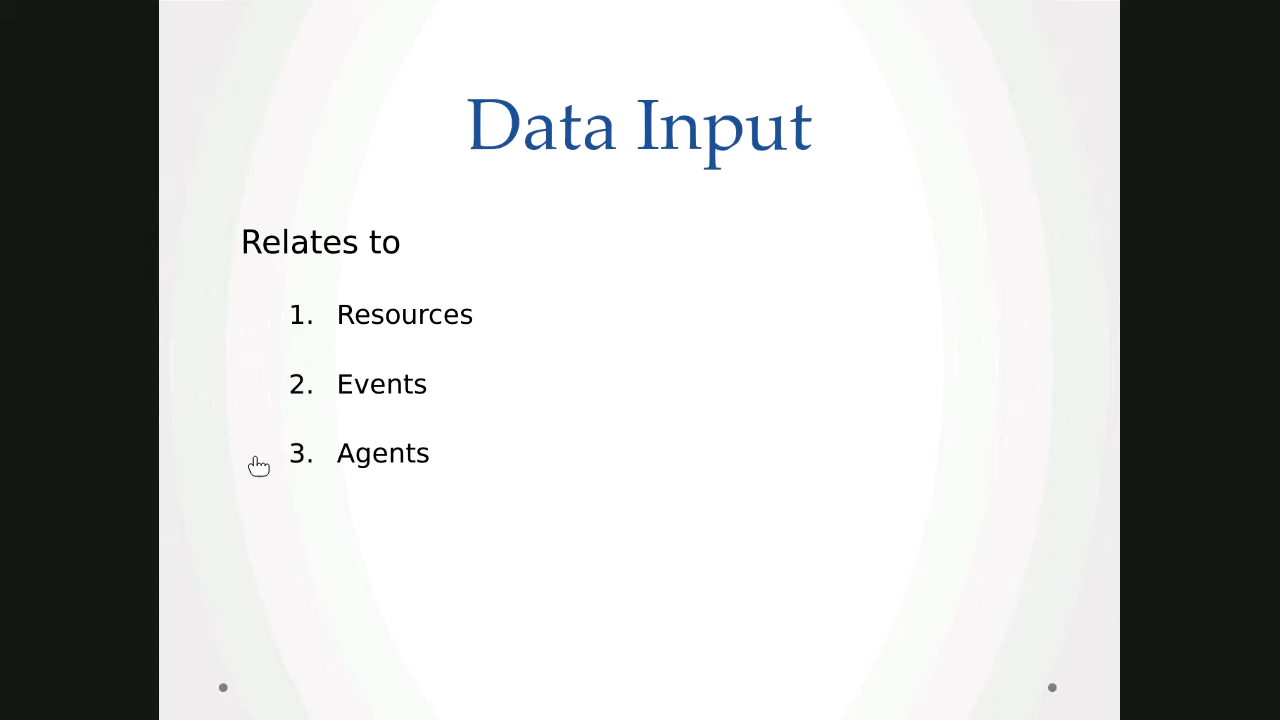 Data Input
Relates to
1. Resources
2. Events
3. Agents